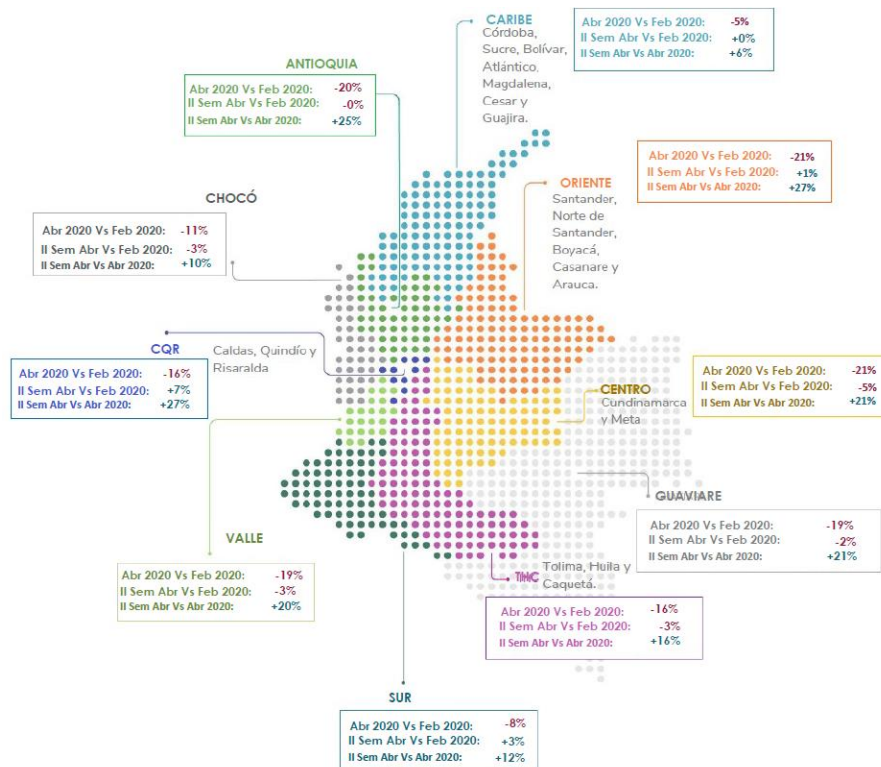 CARIBE
Córdoba,
Sucre, Bolívar,
Atlántico,
Magdalena,
Cesar y
Guajira.
Abr 2020 Vs Feb 2020: -5%
II Sem Abr Vs Feb 2020: +0%
II Sem Abr Vs Abr 2020: +6%
ANTIOQUIA
Abr 2020 Vs Feb 2020: -20%
II Sem Abr Vs Feb 2020: -0%
II Sem Abr Vs Abr 2020: +25%
ORIENTE
Santander,
Norte de
Santander,
Boyacá,
Casanare y
Arauca.
Abr 2020 Vs Feb 2020: -21%
II Sem Abr Vs Feb 2020: +1%
II Sem Abr Vs Abr 2020: +27%
CHOCÓ
Abr 2020 Vs Feb 2020: -11%
II Sem Abr Vs Feb 2020: -3%
II Sem Abr Vs Abr 2020: +10%
CQR
Caldas, Quindío y
Risaralda
Abr 2020 Vs Feb 2020: -16%
II Sem Abr Vs Feb 2020: +7%
II Sem Abr Vs Abr 2020: +27%
CENTRO
Cundinamarca
y Meta
Abr 2020 Vs Feb 2020: -21%
II Sem Abr Vs Feb 2020: -5%
II Sem Abr Vs Abr 2020: +21%
GUAVIARE
Abr 2020 Vs Feb 2020: -19%
II Sem Abr Vs Feb 2020: -2%
II Sem Abr Vs Abr 2020: +21%
VALLE
Abr 2020 Vs Feb 2020: -19%
II Sem Abr Vs Feb 2020: -3%
II Sem Abr Vs Abr 2020: +20%
THC
Tolima, Huila y
Caquetá.
Abr 2020 Vs Feb 2020: -16%
II Sem Abr Vs Feb 2020: -3%
II Sem Abr Vs Abr 2020: +16%
SUR
Abr 2020 Vs Feb 2020: -8%
II Sem Abr Vs Feb 2020: +3%
II Sem Abr Vs Abr 2020: +12%